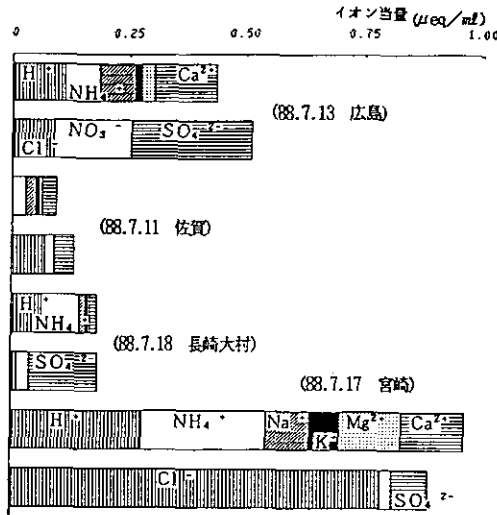 イオン当量 (μeq/ml)
0 0.25 0.50 0.75 1.00
H⁺ NH₄⁺ Ca²⁺
(88.7.13 広島)
Cl⁻ NO₃⁻ SO₄²⁻
(88.7.11 佐賀)
H⁺ NH₄⁺
(88.7.18 長崎大村)
SO₄²⁻
(88.7.17 宮崎)
H⁺ NH₄⁺ Na⁺ K⁺ Mg²⁺ Ca²⁺
Cl⁻ SO₄²⁻